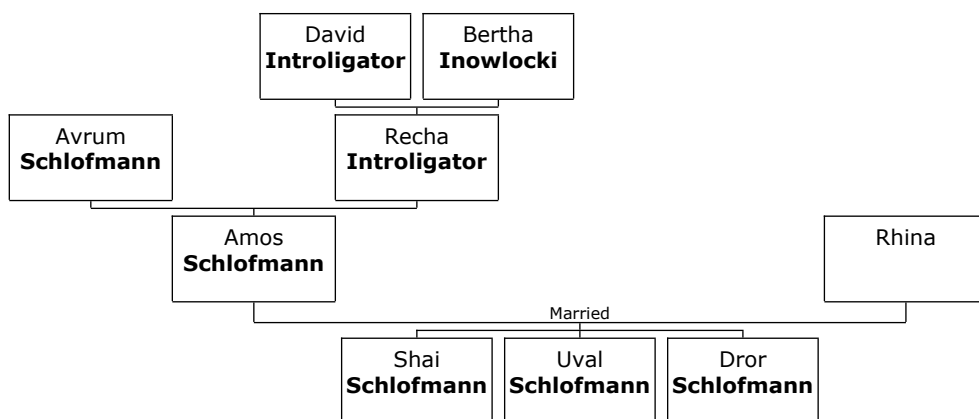 David
Introligator
Bertha
Inowlocki
Avrum
Schlofmann
Recha
Introligator
Amos
Schlofmann
Rhina
Married
Shai
Schlofmann
Uval
Schlofmann
Dror
Schlofmann